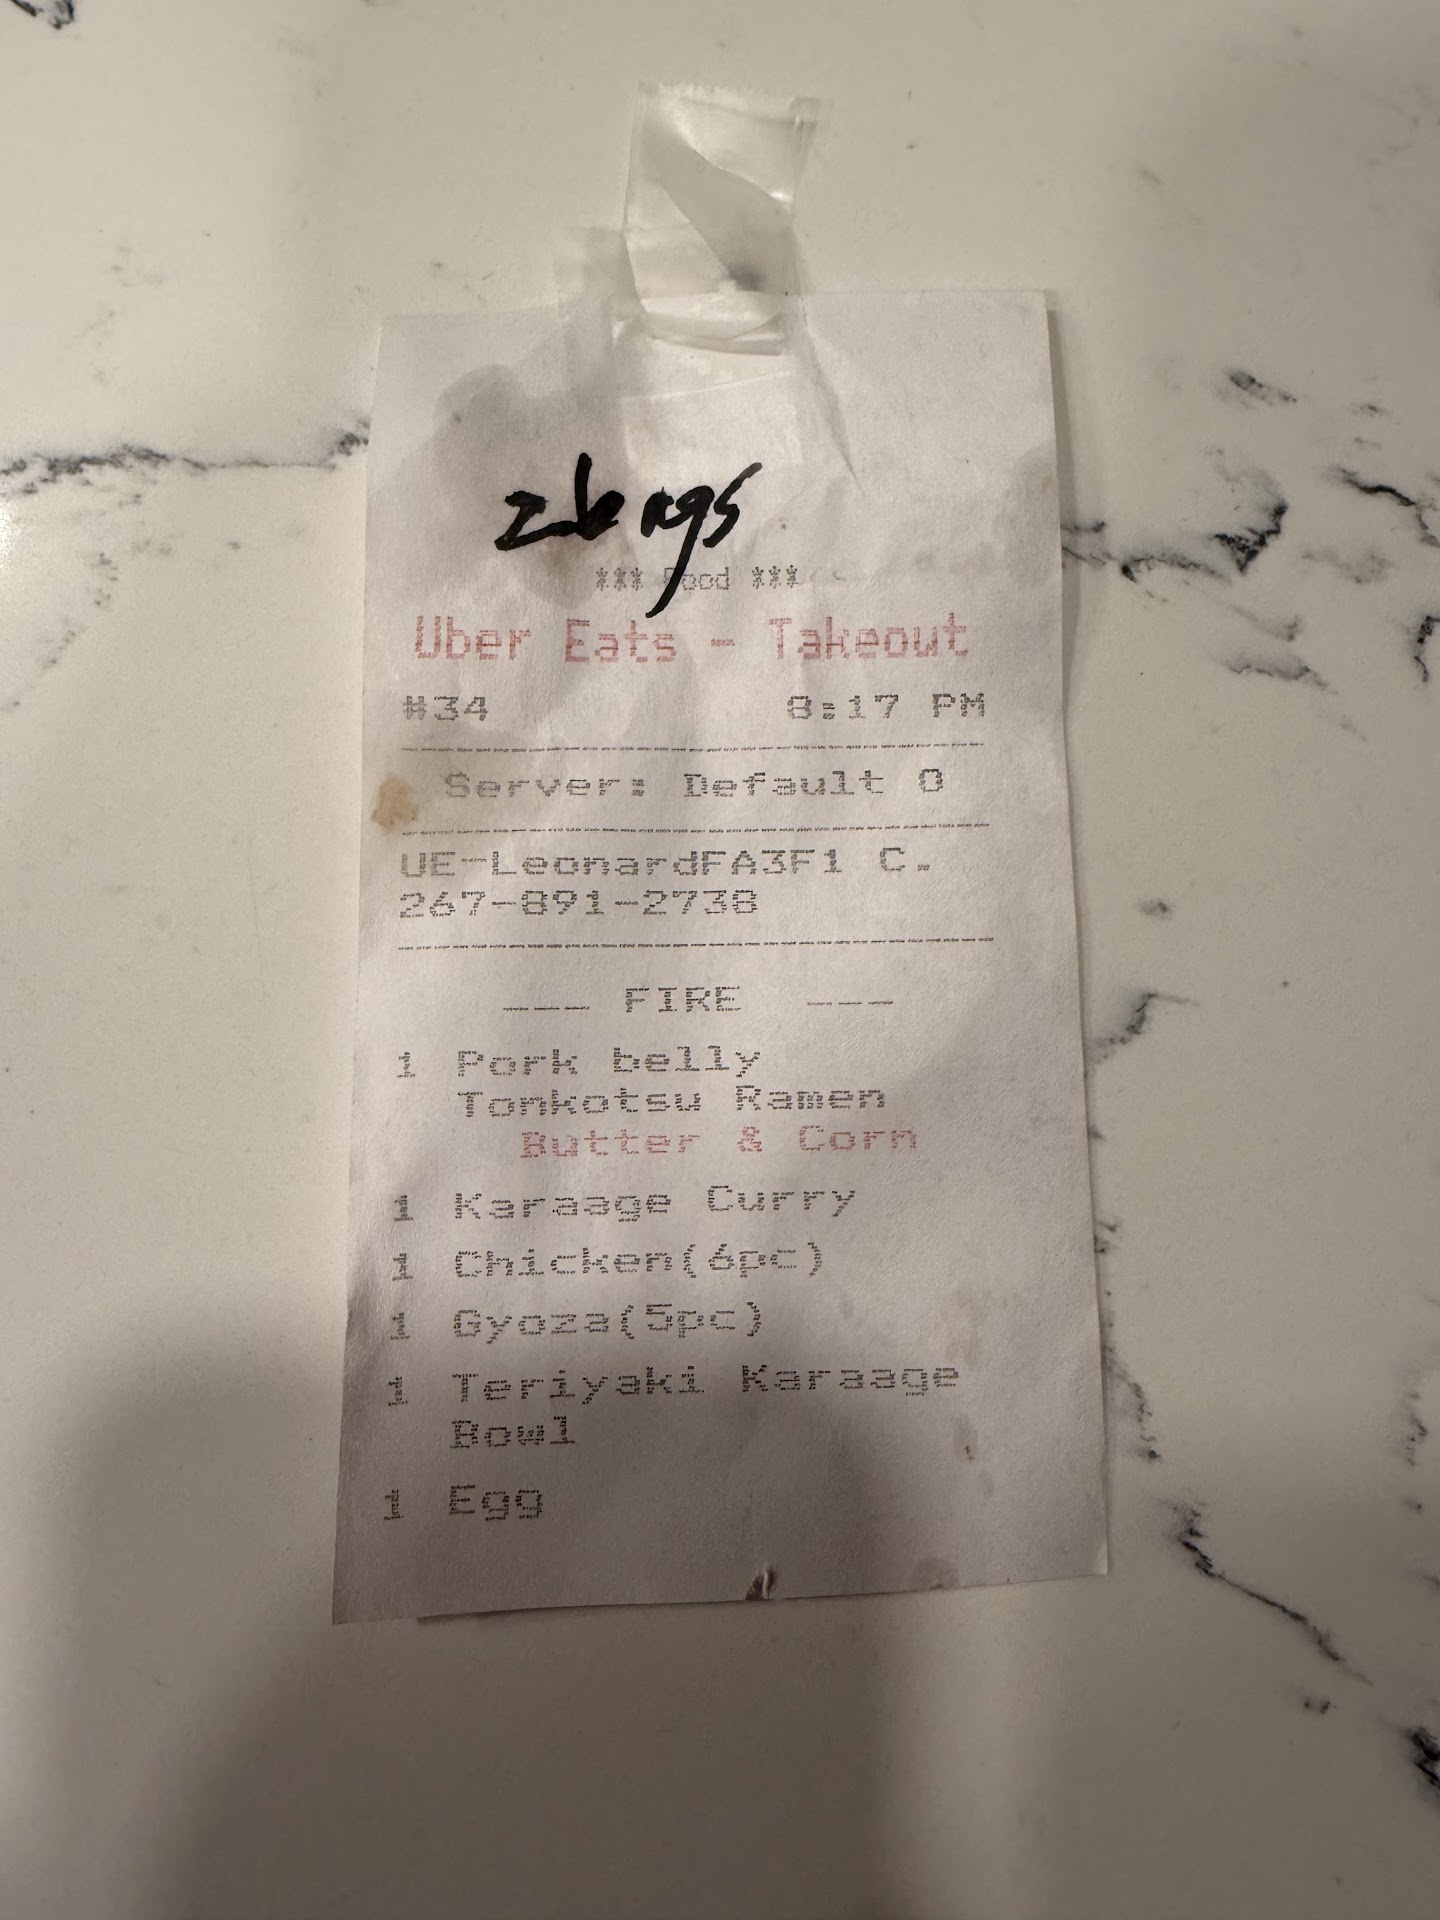 2bags
*** Food ***
Uber Eats - Takeout
#34 8:17 PM
Server: Default 0
UE-LeonardFA3F1 C.
267-891-2738
--- FIRE ---
1 Pork belly
Tonkotsu Ramen
Butter & Corn
1 Karaage Curry
1 Chicken(6pc)
1 Gyoza(5pc)
1 Teriyaki Karaage
Bowl
1 Egg